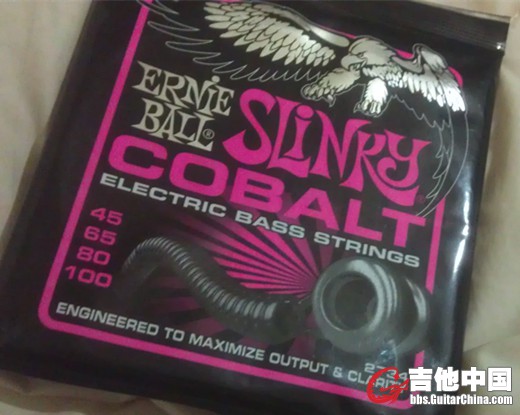 ERNIE
BALL®
SLINKY
COBALT
ELECTRIC BASS STRINGS
45
65
80
100
ENGINEERED TO MAXIMIZE OUTPUT & CLARITY
吉他中国
bbs.GuitarChina.com